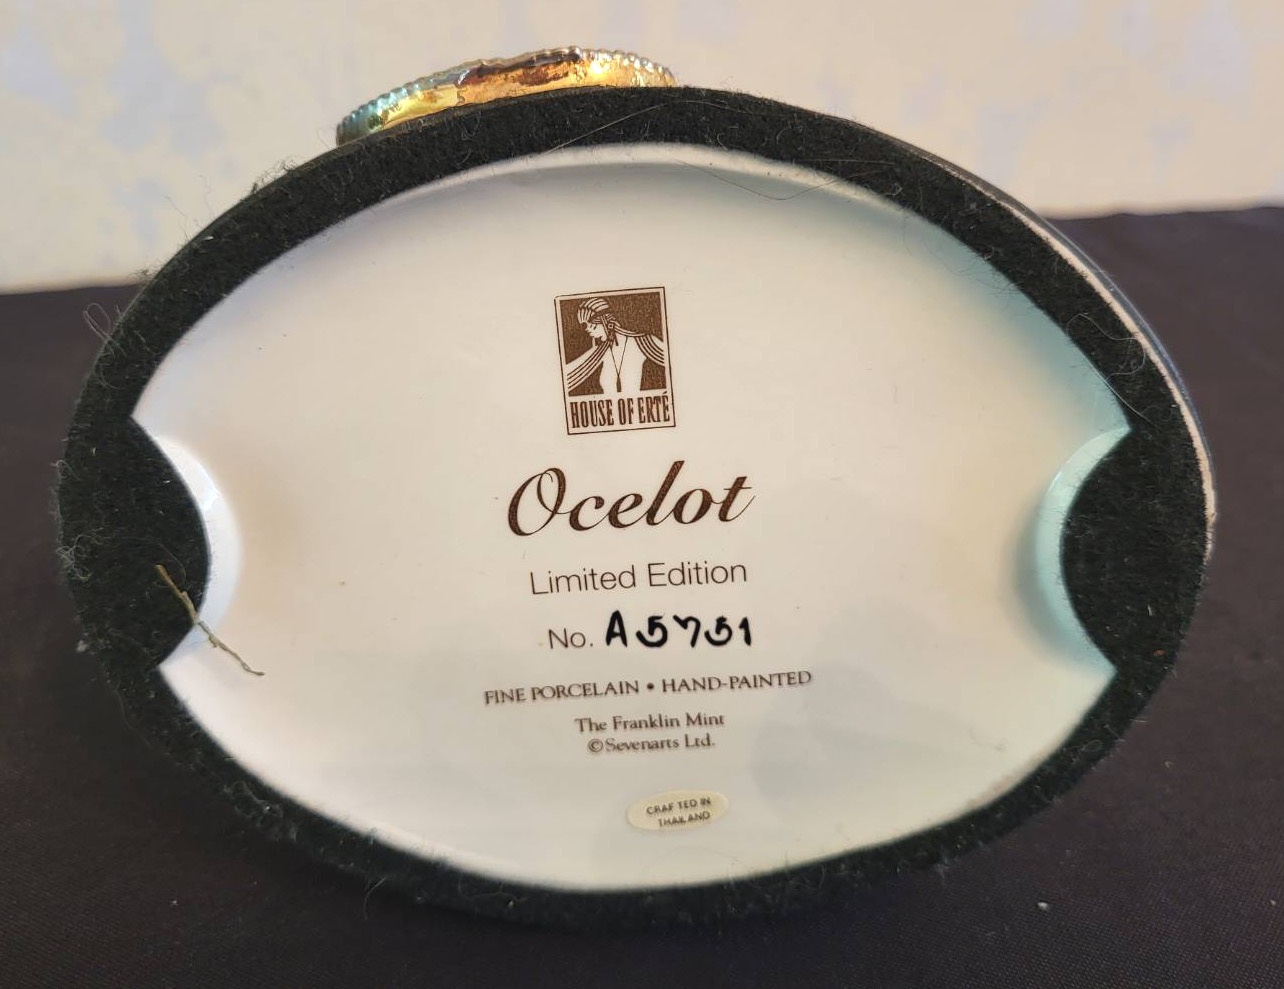 HOUSE OF ERTÉ
Ocelot
Limited Edition
No. A5751
FINE PORCELAIN • HAND-PAINTED
The Franklin Mint
©Sevenarts Ltd.
CRAFTED IN
THAILAND